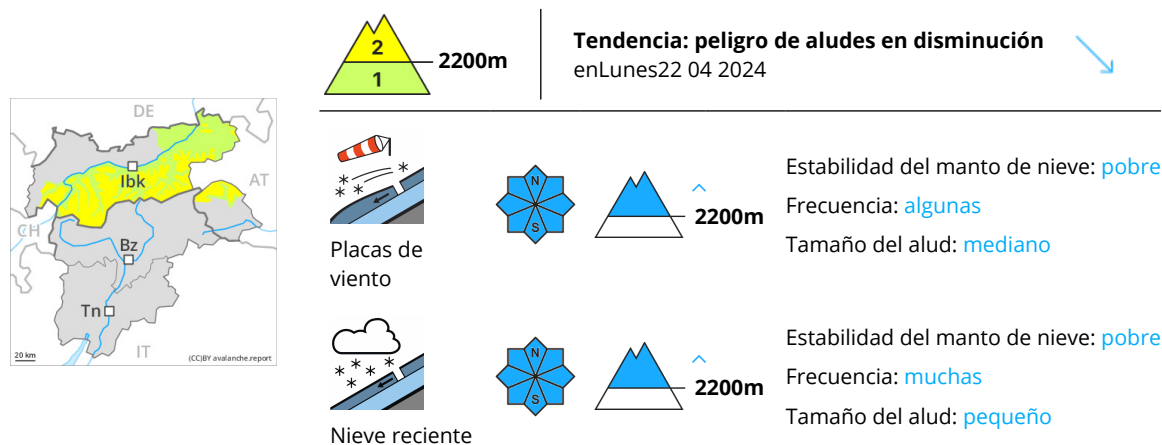 2
1
2200m
Tendencia: peligro de aludes en disminución
enLunes22 04 2024
DE
AT
Ibk
CH
Bz
Tn
IT
20 km
(CC)BY avalanche.report
Placas de
viento
N
S
2200m
Estabilidad del manto de nieve: pobre
Frecuencia: algunas
Tamaño del alud: mediano
Nieve reciente
N
S
2200m
Estabilidad del manto de nieve: pobre
Frecuencia: muchas
Tamaño del alud: pequeño